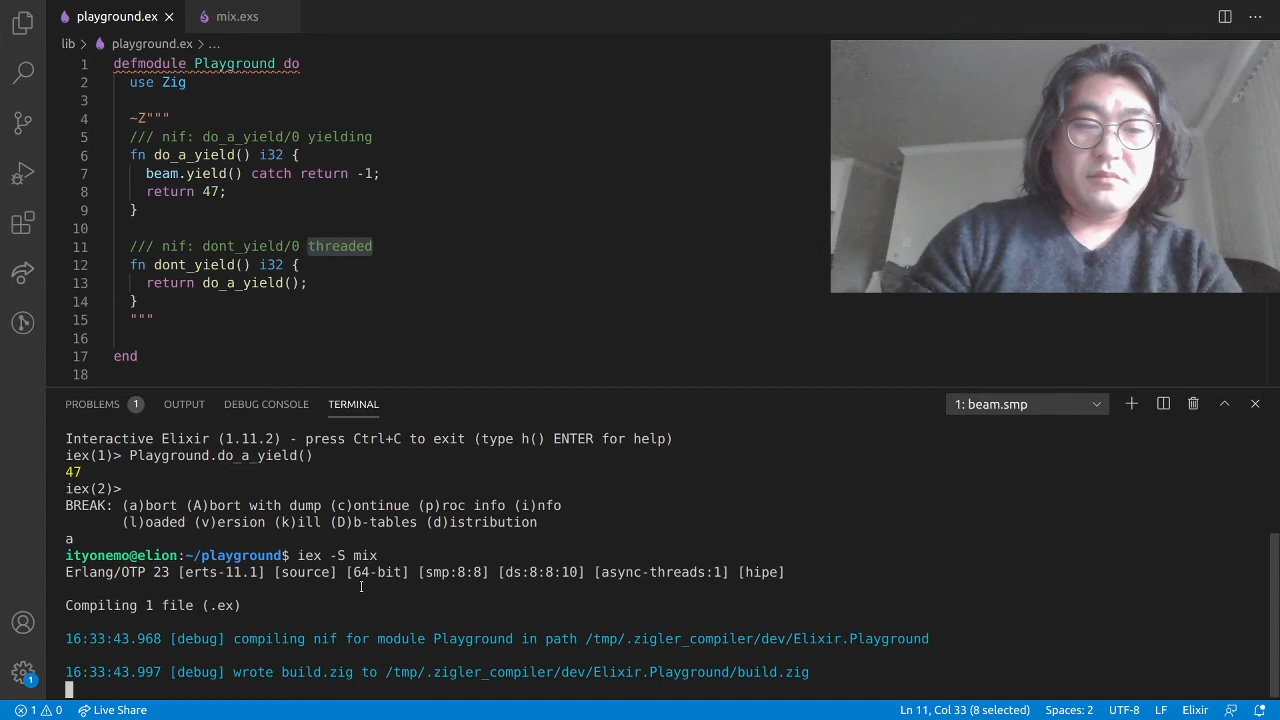 playground.ex
mix.exs
lib > playground.ex > ...
1 defmodule Playground do
2 use Zig
3
4 ~Z"""
5 /// nif: do_a_yield/0 yielding
6 fn do_a_yield() i32 {
7 beam.yield() catch return -1;
8 return 47;
9 }
10
11 /// nif: dont_yield/0 threaded
12 fn dont_yield() i32 {
13 return do_a_yield();
14 }
15 """
16
17 end
18
PROBLEMS 1 OUTPUT DEBUG CONSOLE TERMINAL 1: beam.smp
Interactive Elixir (1.11.2) - press Ctrl+C to exit (type h() ENTER for help)
iex(1)> Playground.do_a_yield()
47
iex(2)>
BREAK: (a)bort (A)bort with dump (c)ontinue (p)roc info (i)nfo
(l)oaded (v)ersion (k)ill (D)b-tables (d)istribution
a
ityonemo@elion:~/playground$ iex -S mix
Erlang/OTP 23 [erts-11.1] [source] [64-bit] [smp:8:8] [ds:8:8:10] [async-threads:1] [hipe]
Compiling 1 file (.ex)
16:33:43.968 [debug] compiling nif for module Playground in path /tmp/.zigler_compiler/dev/Elixir.Playground
16:33:43.997 [debug] wrote build.zig to /tmp/.zigler_compiler/dev/Elixir.Playground/build.zig
1
1 0 Live Share Ln 11, Col 33 (8 selected) Spaces: 2 UTF-8 LF Elixir